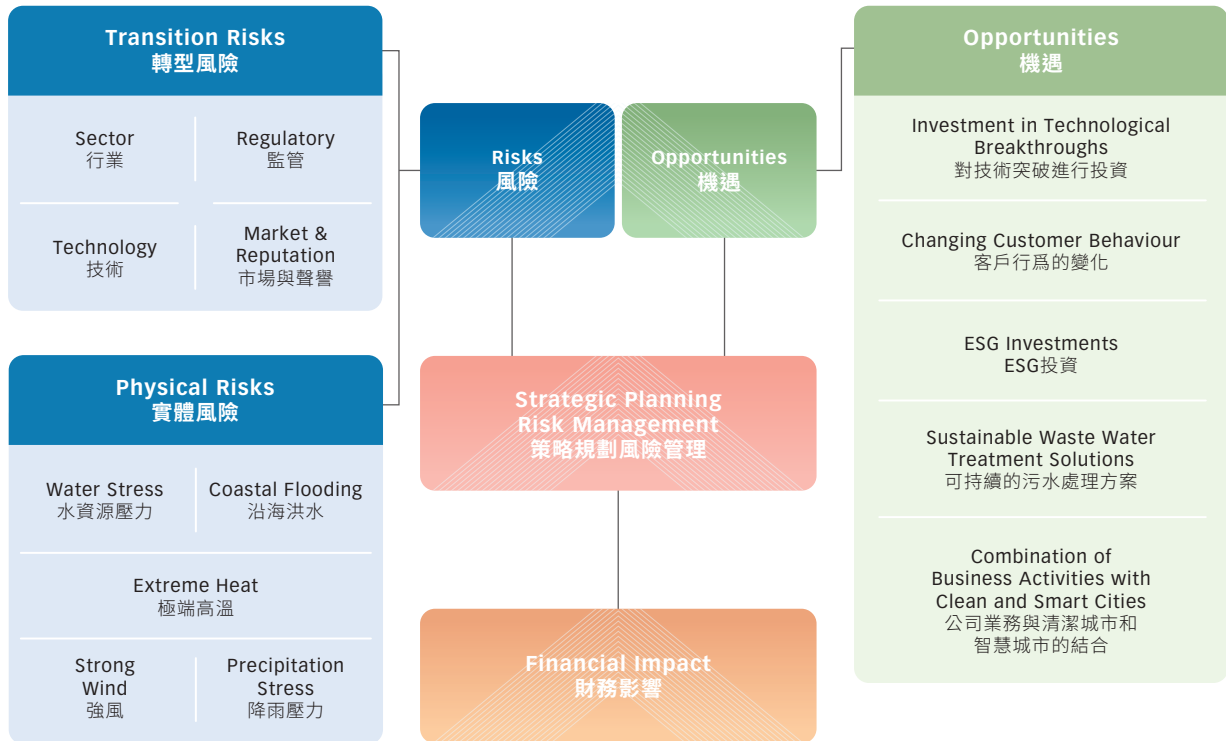 Transition Risks
轉型風險
Sector
行業
Regulatory
監管
Technology
技術
Market &
Reputation
市場與聲譽
Physical Risks
實體風險
Water Stress
水資源壓力
Coastal Flooding
沿海洪水
Extreme Heat
極端高溫
Strong
Wind
強風
Precipitation
Stress
降雨壓力
Risks
風險
Opportunities
機遇
Strategic Planning
Risk Management
策略規劃風險管理
Financial Impact
財務影響
Opportunities
機遇
Investment in Technological
Breakthroughs
對技術突破進行投資
Changing Customer Behaviour
客戶行爲的變化
ESG Investments
ESG投資
Sustainable Waste Water
Treatment Solutions
可持續的污水處理方案
Combination of
Business Activities with
Clean and Smart Cities
公司業務與清潔城市和
智慧城市的結合